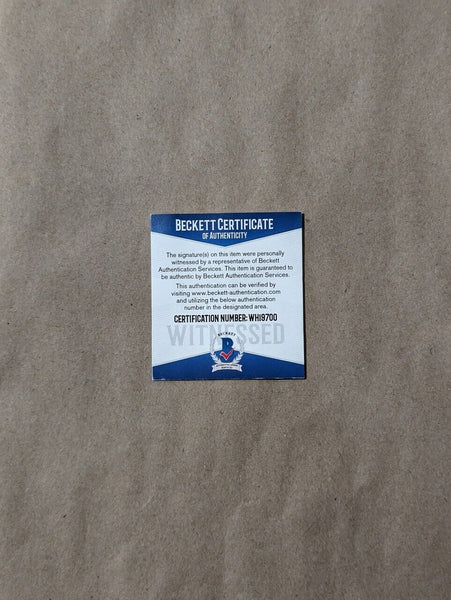 BECKETT CERTIFICATE
OF AUTHENTICITY
The signature(s) on this item were personally
witnessed by a representative of Beckett
Authentication Services. This item is guaranteed to
be authentic by Beckett Authentication Services.
This authentication can be verified by
visiting www.beckett-authentication.com
and utilizing the below authentication
number in the designated area.
CERTIFICATION NUMBER: WH19700
WITNESSED
BECKETT
B